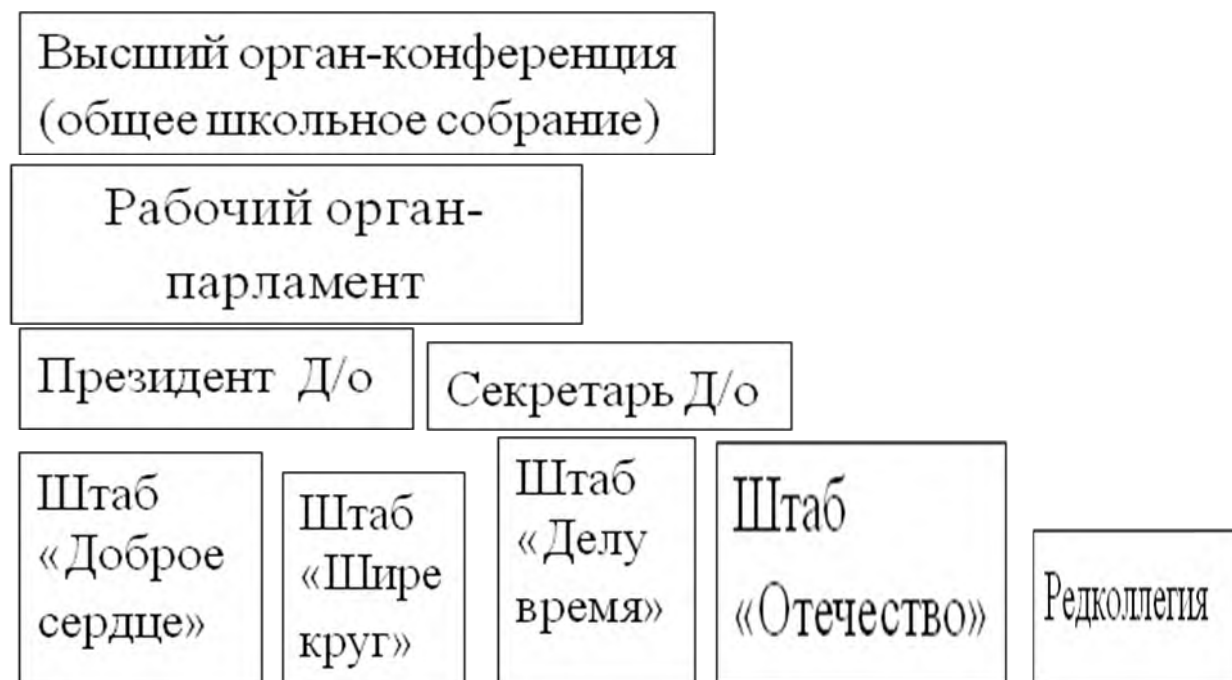 Высший орган-конференция
(общее школьное собрание)
Рабочий орган-
парламент
Президент Д/о
Секретарь Д/о
Штаб
«Доброе
сердце»
Штаб
«Шире
круг»
Штаб
«Делу
время»
Штаб
«Отечество»
Редколлегия